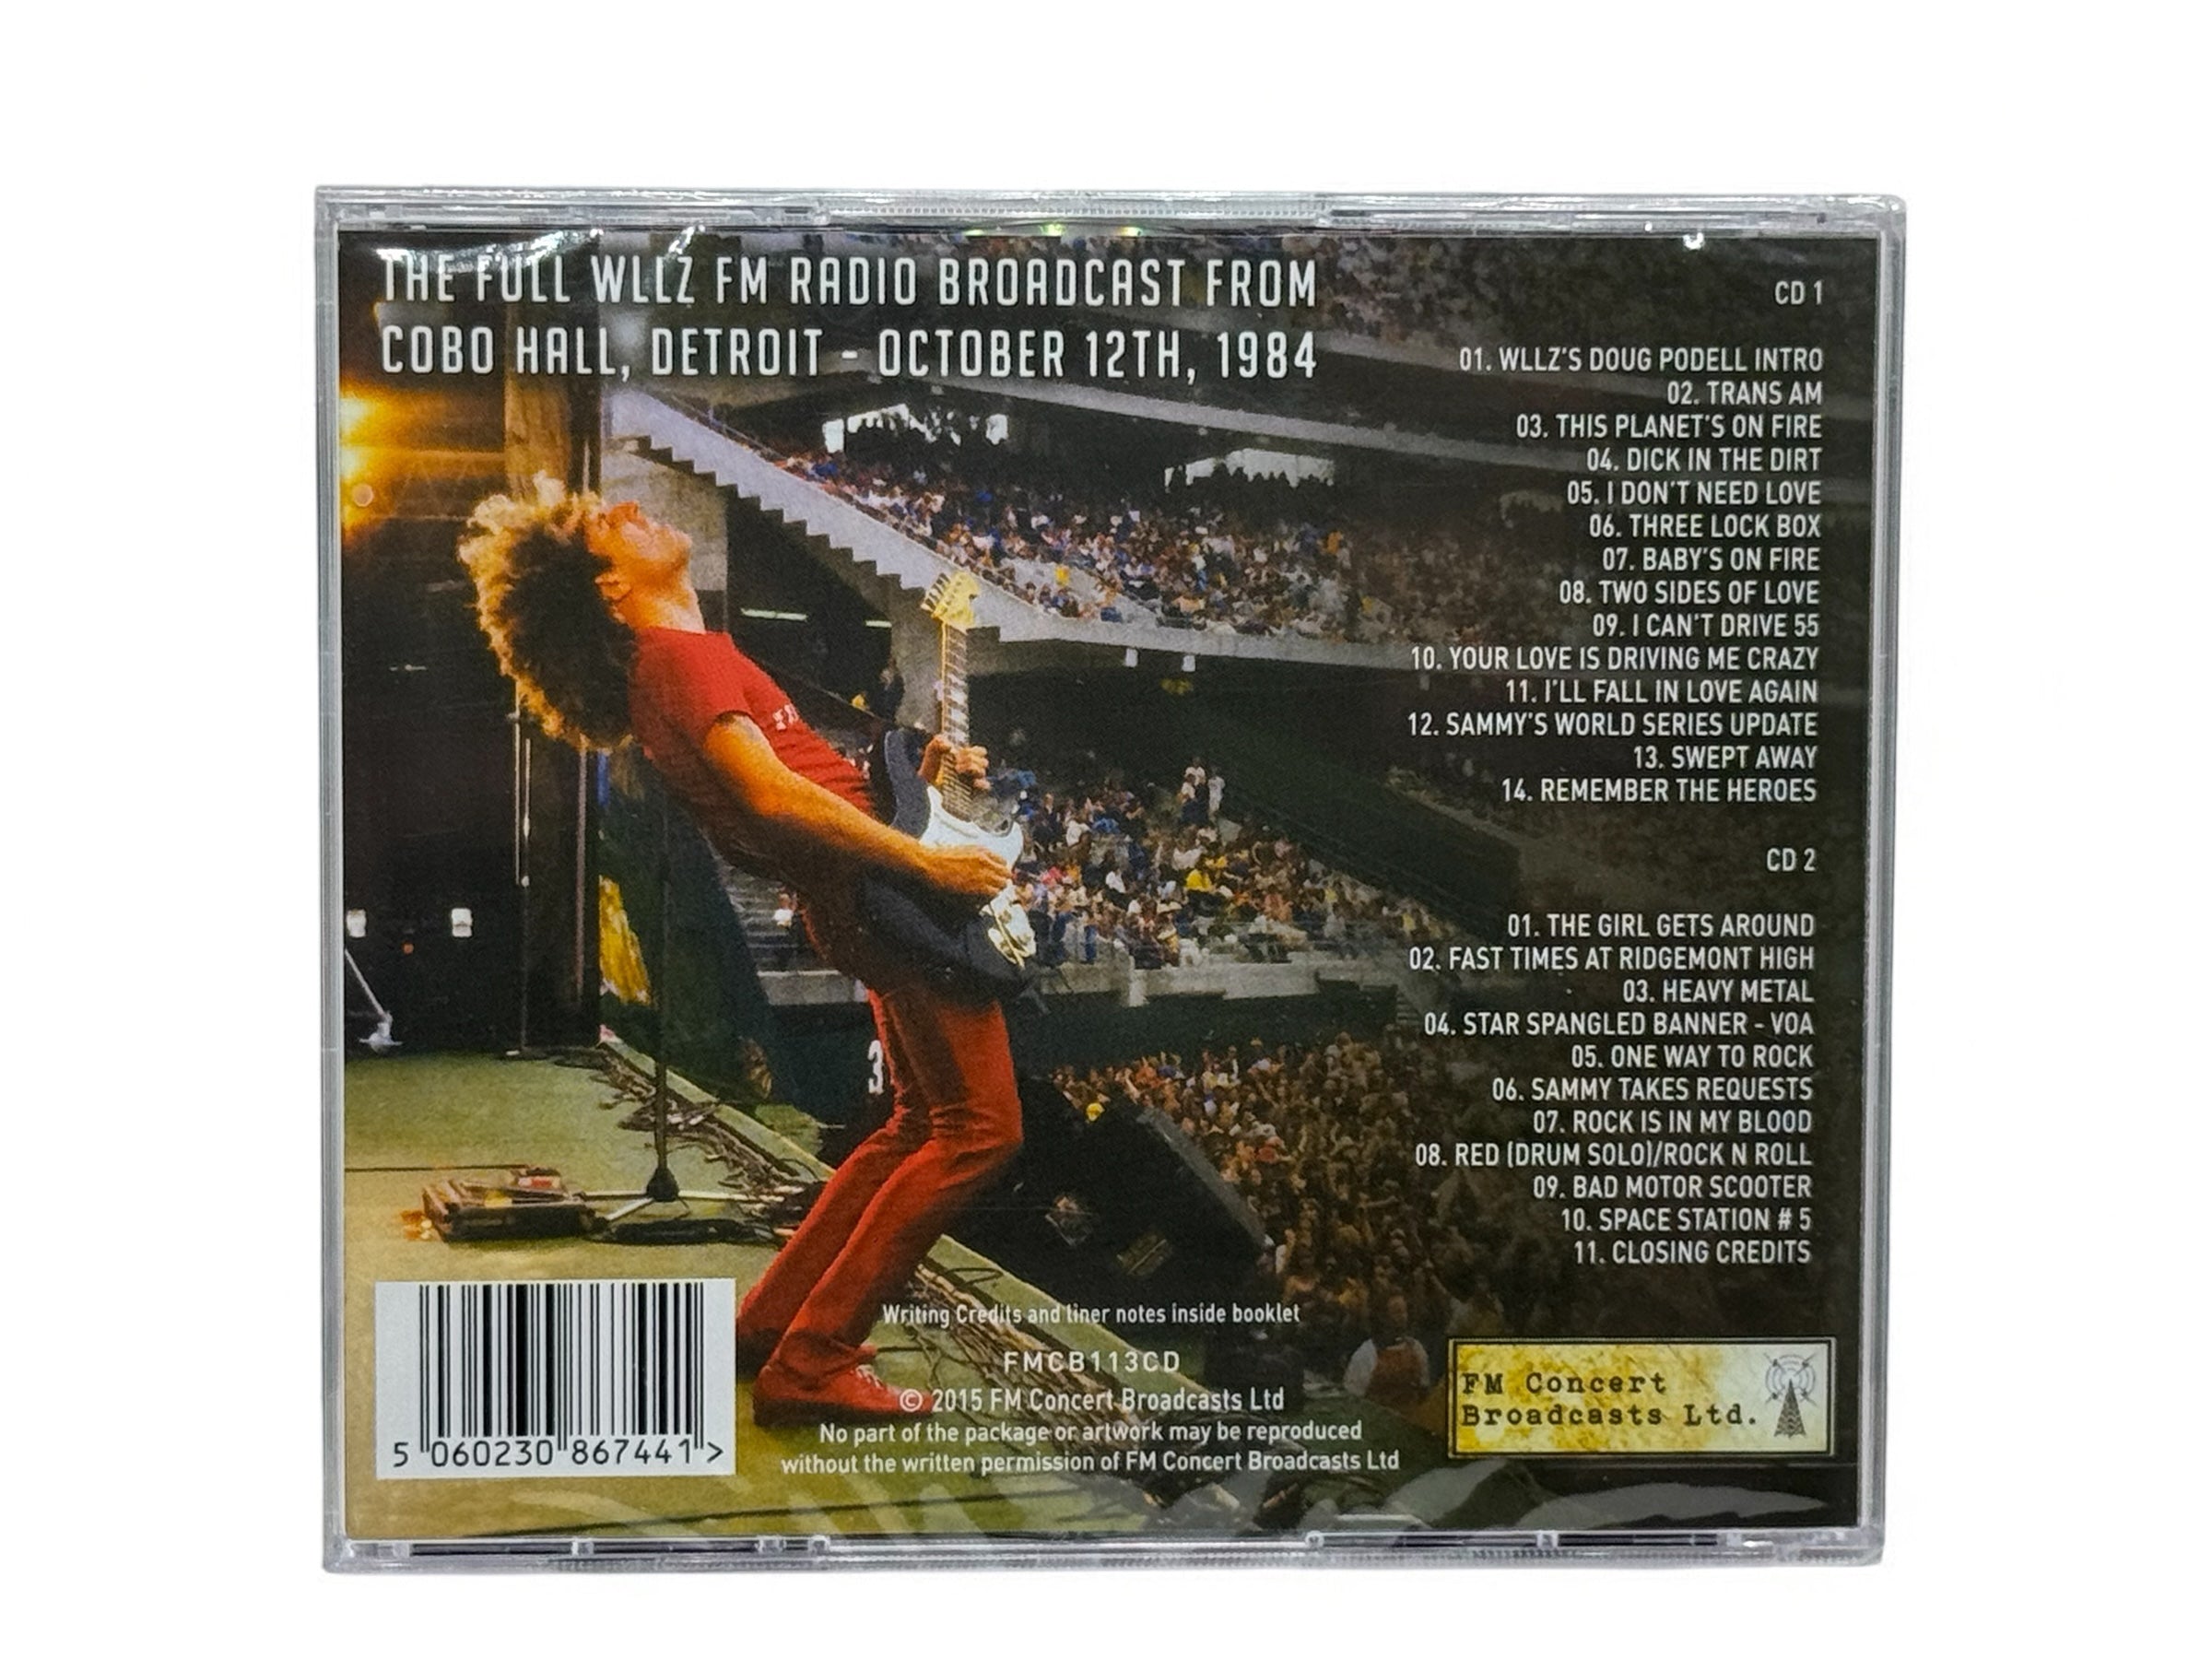 THE FULL WLLZ FM RADIO BROADCAST FROM
COBO HALL, DETROIT - OCTOBER 12TH, 1984
CD 1
01. WLLZ'S DOUG PODELL INTRO
02. TRANS AM
03. THIS PLANET'S ON FIRE
04. DICK IN THE DIRT
05. I DON'T NEED LOVE
06. THREE LOCK BOX
07. BABY'S ON FIRE
08. TWO SIDES OF LOVE
09. I CAN'T DRIVE 55
10. YOUR LOVE IS DRIVING ME CRAZY
11. I'LL FALL IN LOVE AGAIN
12. SAMMY'S WORLD SERIES UPDATE
13. SWEPT AWAY
14. REMEMBER THE HEROES
CD 2
01. THE GIRL GETS AROUND
02. FAST TIMES AT RIDGEMONT HIGH
03. HEAVY METAL
04. STAR SPANGLED BANNER - VOA
05. ONE WAY TO ROCK
06. SAMMY TAKES REQUESTS
07. ROCK IS IN MY BLOOD
08. RED (DRUM SOLO)/ROCK N ROLL
09. BAD MOTOR SCOOTER
10. SPACE STATION # 5
11. CLOSING CREDITS
3
Writing Credits and liner notes inside booklet
FMCB113CD
© 2015 FM Concert Broadcasts Ltd
No part of the package or artwork may be reproduced
without the written permission of FM Concert Broadcasts Ltd
5 060230 867441 >
FM Concert
Broadcasts Ltd.